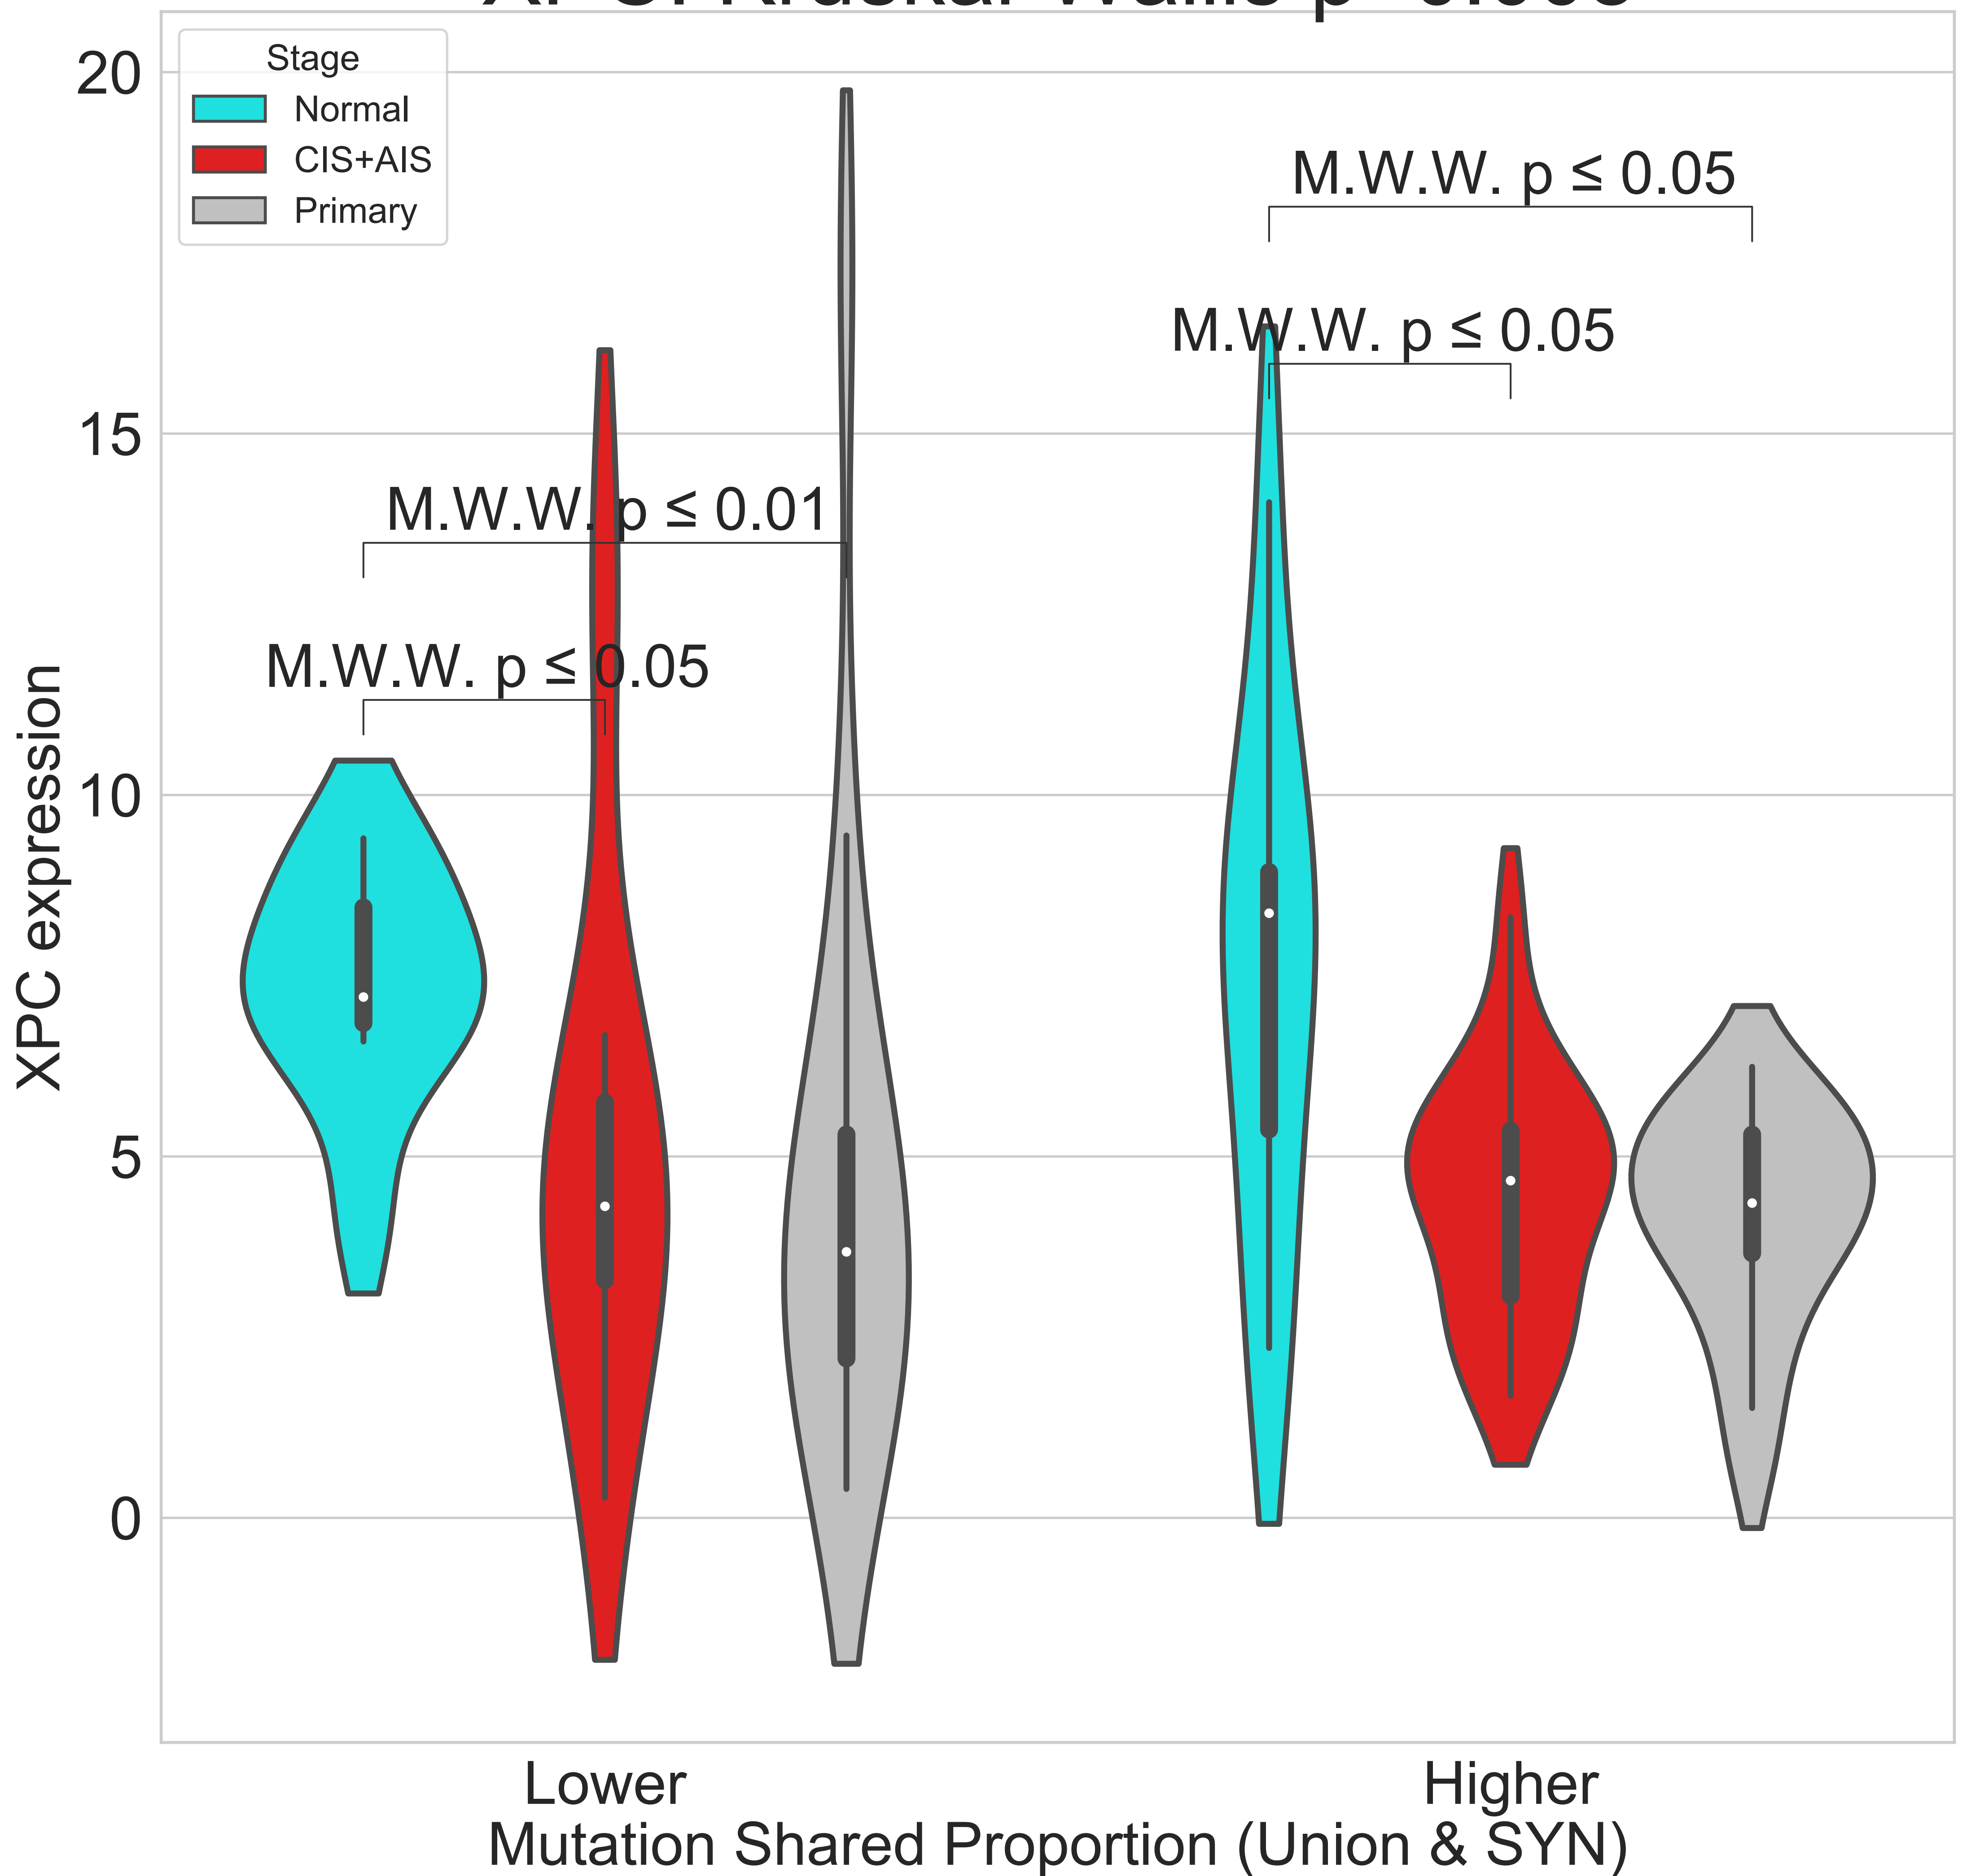 Stage
Normal
CIS+AIS
Primary
20
15
10
5
0
XPC expression
M.W.W. p ≤ 0.05
M.W.W. p ≤ 0.05
M.W.W. p ≤ 0.01
M.W.W. p ≤ 0.05
Lower
Higher
Mutation Shared Proportion (Union & SYN)